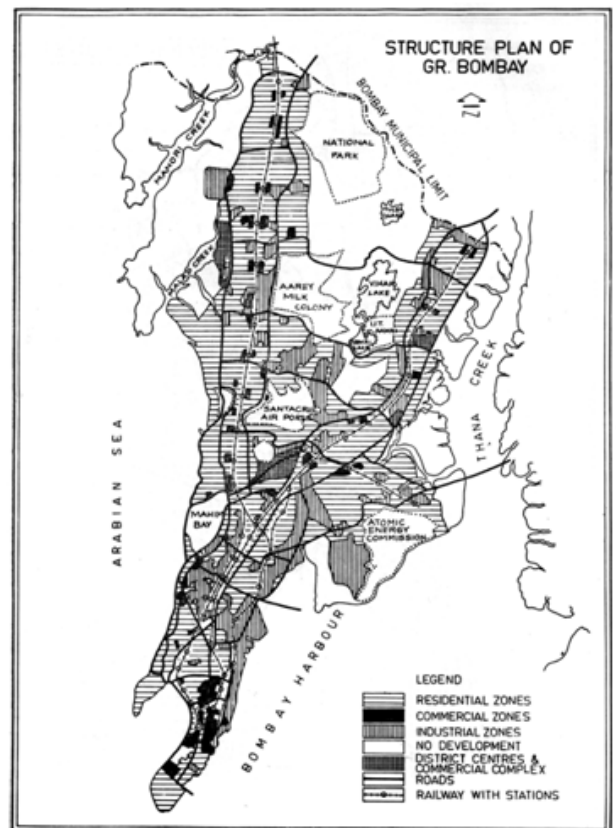 STRUCTURE PLAN OF
GR. BOMBAY
N
BOMBAY MUNICIPAL LIMIT
MANORI CREEK
NATIONAL
PARK
MALAD CREEK
AAREY
MILK
COLONY
VIHAR
LAKE
I.I.T.
SANTACRUZ
AIR PORT
THANA CREEK
ARABIAN SEA
MAHIM
BAY
ATOMIC
ENERGY
COMMISSION
BOMBAY HARBOUR
LEGEND
RESIDENTIAL ZONES
COMMERCIAL ZONES
INDUSTRIAL ZONES
NO DEVELOPMENT
DISTRICT CENTRES &
COMMERCIAL COMPLEX
ROADS
RAILWAY WITH STATIONS